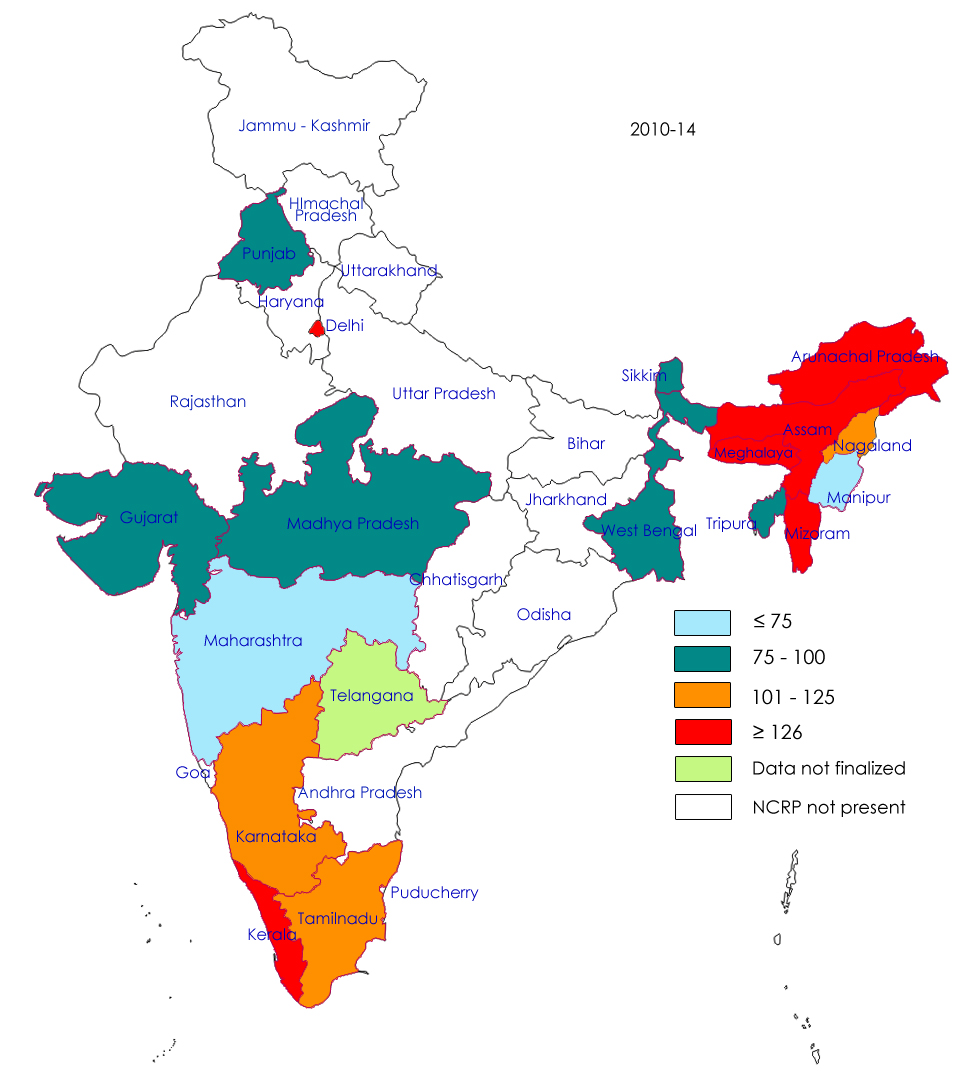 Jammu - Kashmir
2010-14
HImachal
Pradesh
Punjab
Uttarakhand
Haryana
Delhi
Arunachal Pradesh
Sikkim
Uttar Pradesh
Rajasthan
Assam
Bihar
Nagaland
Meghalaya
Jharkhand
Manipur
Gujarat
Madhya Pradesh
Tripura
West Bengal
Mizoram
Chhatisgarh
Odisha
≤ 75
Maharashtra
75 - 100
Telangana
101 - 125
≥ 126
Goa
Data not finalized
Andhra Pradesh
NCRP not present
Karnataka
Puducherry
Tamilnadu
Kerala